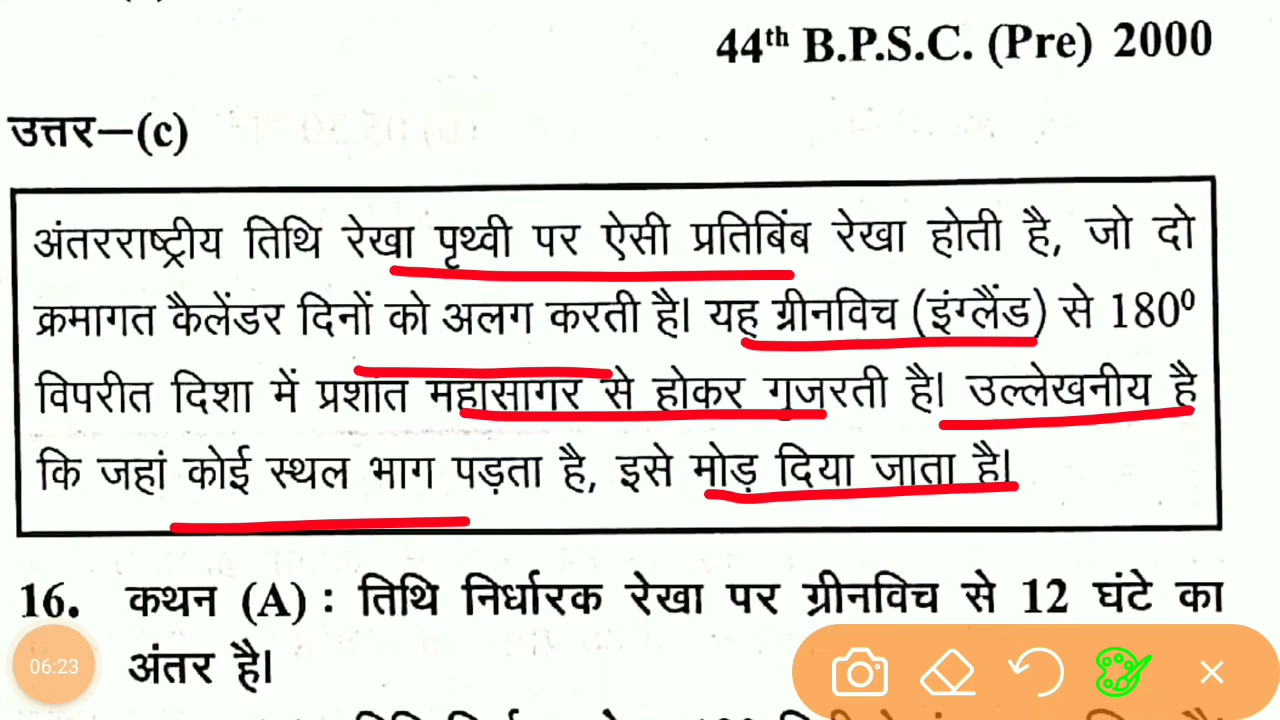 44th B.P.S.C. (Pre) 2000
उत्तर—(c)
अंतरराष्ट्रीय तिथि रेखा पृथ्वी पर ऐसी प्रतिबिंब रेखा होती है, जो दो
क्रमागत कैलेंडर दिनों को अलग करती है। यह ग्रीनविच (इंग्लैंड) से 180⁰
विपरीत दिशा में प्रशांत महासागर से होकर गुजरती है। उल्लेखनीय है
कि जहां कोई स्थल भाग पड़ता है, इसे मोड़ दिया जाता है।
16. कथन (A) : तिथि निर्धारक रेखा पर ग्रीनविच से 12 घंटे का
अंतर है।
06:23